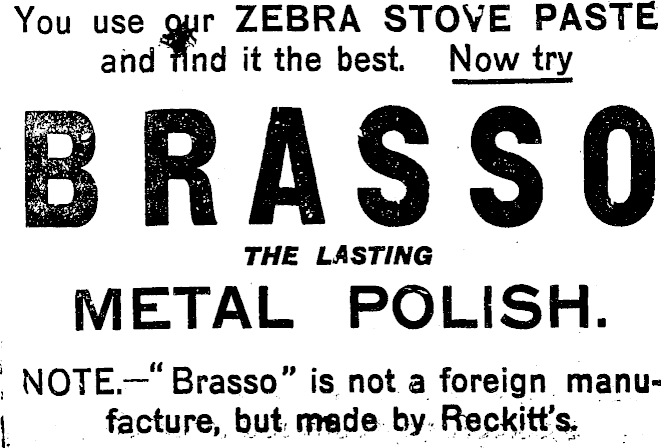 You use our ZEBRA STOVE PASTE
and find it the best. Now try
BRASSO
THE LASTING
METAL POLISH.
NOTE.—"Brasso" is not a foreign manu-
facture, but made by Reckitt's.